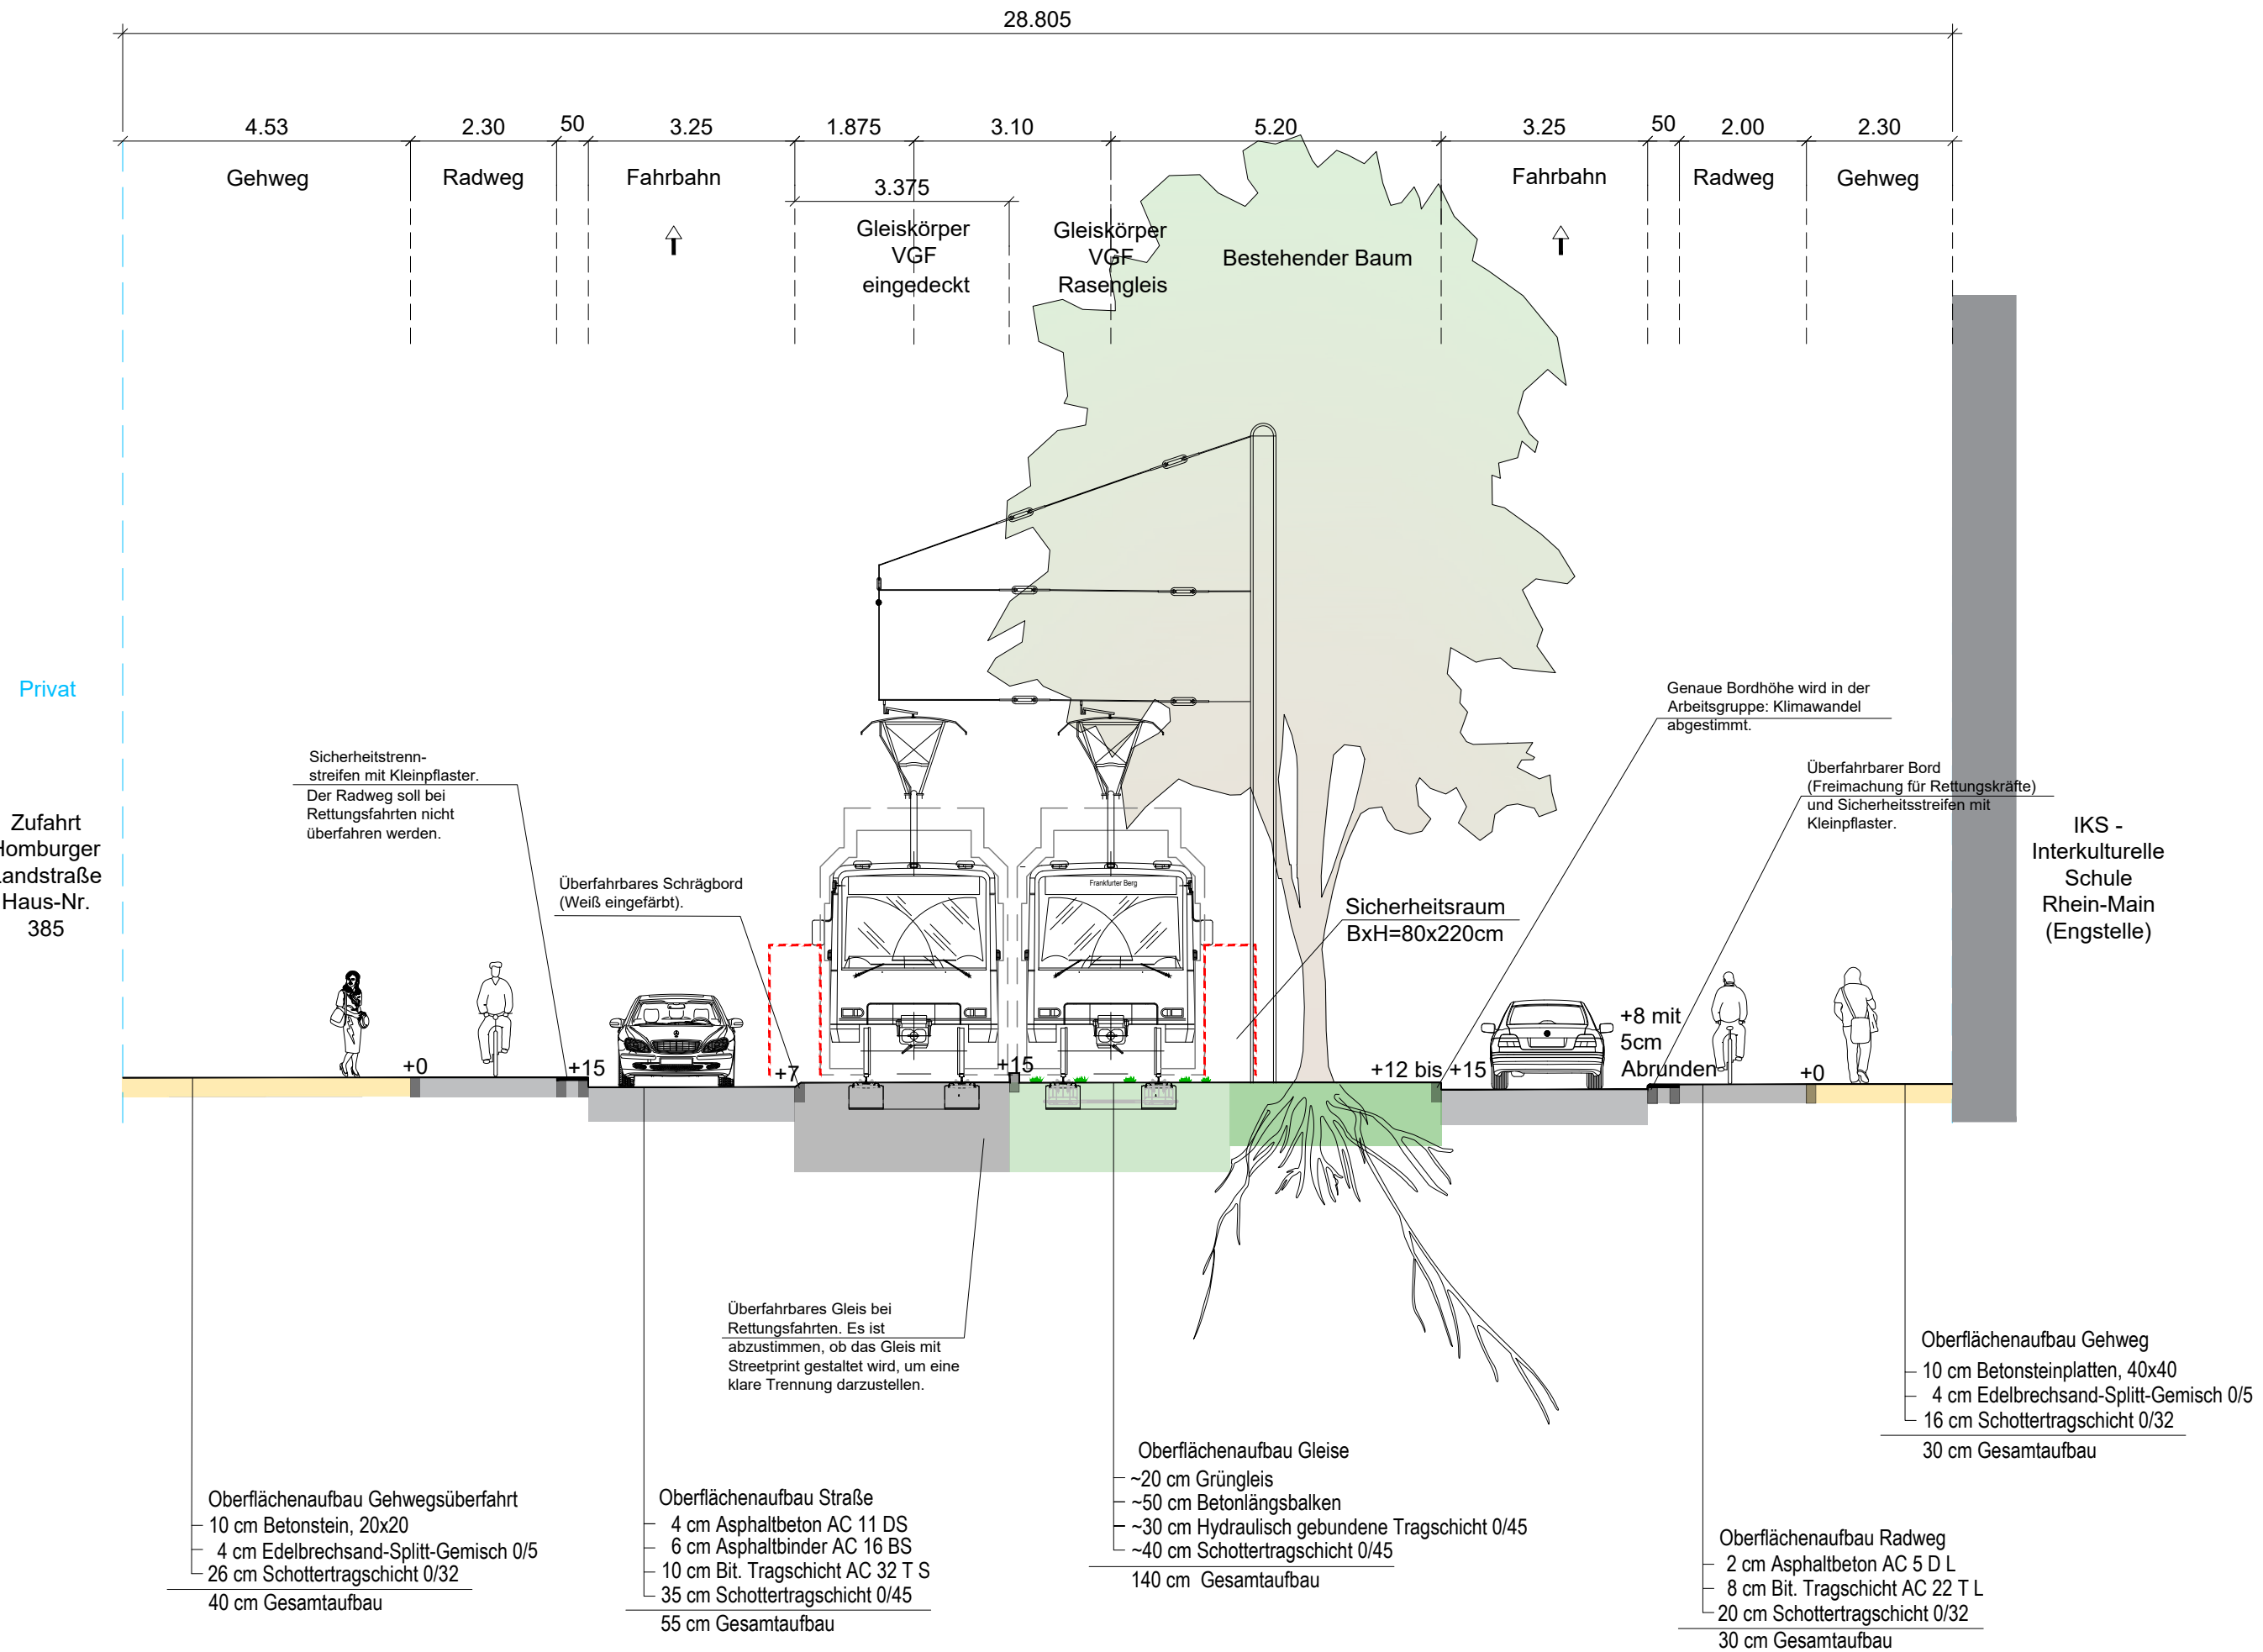 28.805
4.53
2.30
50
3.25
1.875
3.10
5.20
3.25
50
2.00
2.30
Gehweg
Radweg
Fahrbahn
3.375
Fahrbahn
Radweg
Gehweg
Gleiskörper
VGF
eingedeckt
Gleiskörper
VGF
Rasengleis
Bestehender Baum
Privat
Zufahrt
Homburger
Landstraße
Haus-Nr.
385
Sicherheitstrenn-
streifen mit Kleinpflaster.
Der Radweg soll bei
Rettungsfahrten nicht
überfahren werden.
Überfahrbares Schrägbord
(Weiß eingefärbt).
Frankfurter Berg
Sicherheitsraum
BxH=80x220cm
Genaue Bordhöhe wird in der
Arbeitsgruppe: Klimawandel
abgestimmt.
Überfahrbarer Bord
(Freimachung für Rettungskräfte)
und Sicherheitsstreifen mit
Kleinpflaster.
IKS -
Interkulturelle
Schule
Rhein-Main
(Engstelle)
+0
+15
+7
+15
+12 bis +15
+8 mit
5cm
Abrunden
+0
Überfahrbares Gleis bei
Rettungsfahrten. Es ist
abzustimmen, ob das Gleis mit
Streetprint gestaltet wird, um eine
klare Trennung darzustellen.
Oberflächenaufbau Gehwegsüberfahrt
10 cm Betonstein, 20x20
4 cm Edelbrechsand-Splitt-Gemisch 0/5
26 cm Schottertragschicht 0/32
40 cm Gesamtaufbau
Oberflächenaufbau Straße
4 cm Asphaltbeton AC 11 DS
6 cm Asphaltbinder AC 16 BS
10 cm Bit. Tragschicht AC 32 T S
35 cm Schottertragschicht 0/45
55 cm Gesamtaufbau
Oberflächenaufbau Gleise
~20 cm Grüngleis
~50 cm Betonlängsbalken
~30 cm Hydraulisch gebundene Tragschicht 0/45
~40 cm Schottertragschicht 0/45
140 cm Gesamtaufbau
Oberflächenaufbau Radweg
2 cm Asphaltbeton AC 5 D L
8 cm Bit. Tragschicht AC 22 T L
20 cm Schottertragschicht 0/32
30 cm Gesamtaufbau
Oberflächenaufbau Gehweg
10 cm Betonsteinplatten, 40x40
4 cm Edelbrechsand-Splitt-Gemisch 0/5
16 cm Schottertragschicht 0/32
30 cm Gesamtaufbau